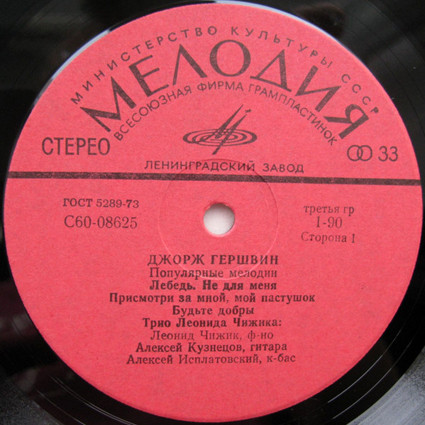 МИНИСТЕРСТВО КУЛЬТУРЫ СССР
МЕЛОДИЯ
ВСЕСОЮЗНАЯ ФИРМА ГРАМПЛАСТИНОК
СТЕРЕО
33
ЛЕНИНГРАДСКИЙ ЗАВОД
ГОСТ 5289-73
С60-08625
третья гр
1-90
Сторона 1
ДЖОРЖ ГЕРШВИН
Популярные мелодии
Лебедь. Не для меня
Присмотри за мной, мой пастушок
Будьте добры
Трио Леонида Чижика:
Леонид Чижик, ф-но
Алексей Кузнецов, гитара
Алексей Исплатовский, к-бас